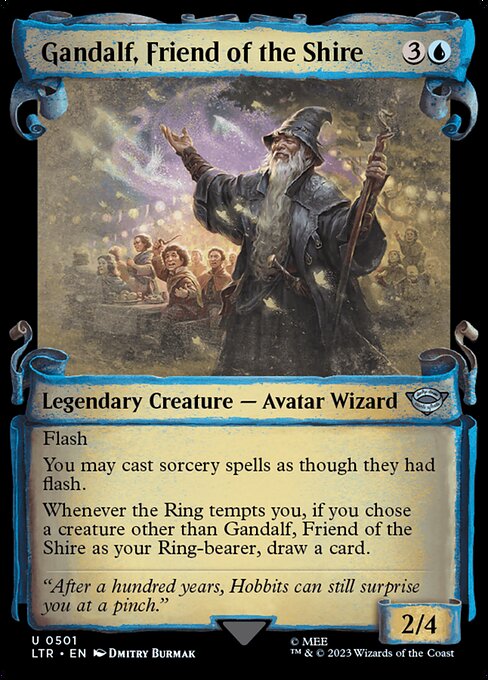 Gandalf, Friend of the Shire 3
Legendary Creature — Avatar Wizard
Flash
You may cast sorcery spells as though they had
flash.
Whenever the Ring tempts you, if you chose
a creature other than Gandalf, Friend of the
Shire as your Ring-bearer, draw a card.
“After a hundred years, Hobbits can still surprise
you at a pinch.”
2/4
U 0501
LTR • EN Dmitry Burmak
© MEE
™ & © 2023 Wizards of the Coast